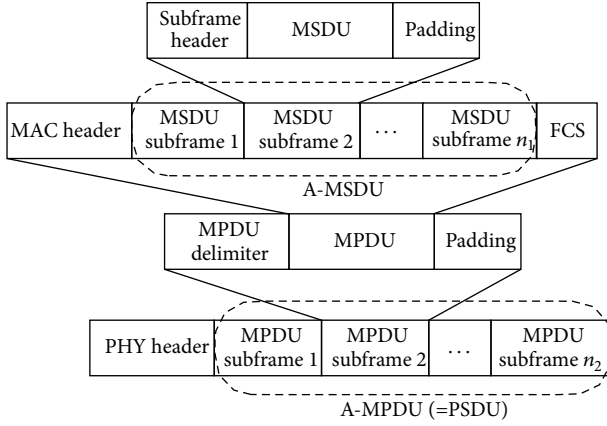 Subframe header MSDU Padding
MAC header MSDU subframe 1 MSDU subframe 2 ... MSDU subframe n1 FCS
A-MSDU
MPDU delimiter MPDU Padding
PHY header MPDU subframe 1 MPDU subframe 2 ... MPDU subframe n2
A-MPDU (=PSDU)